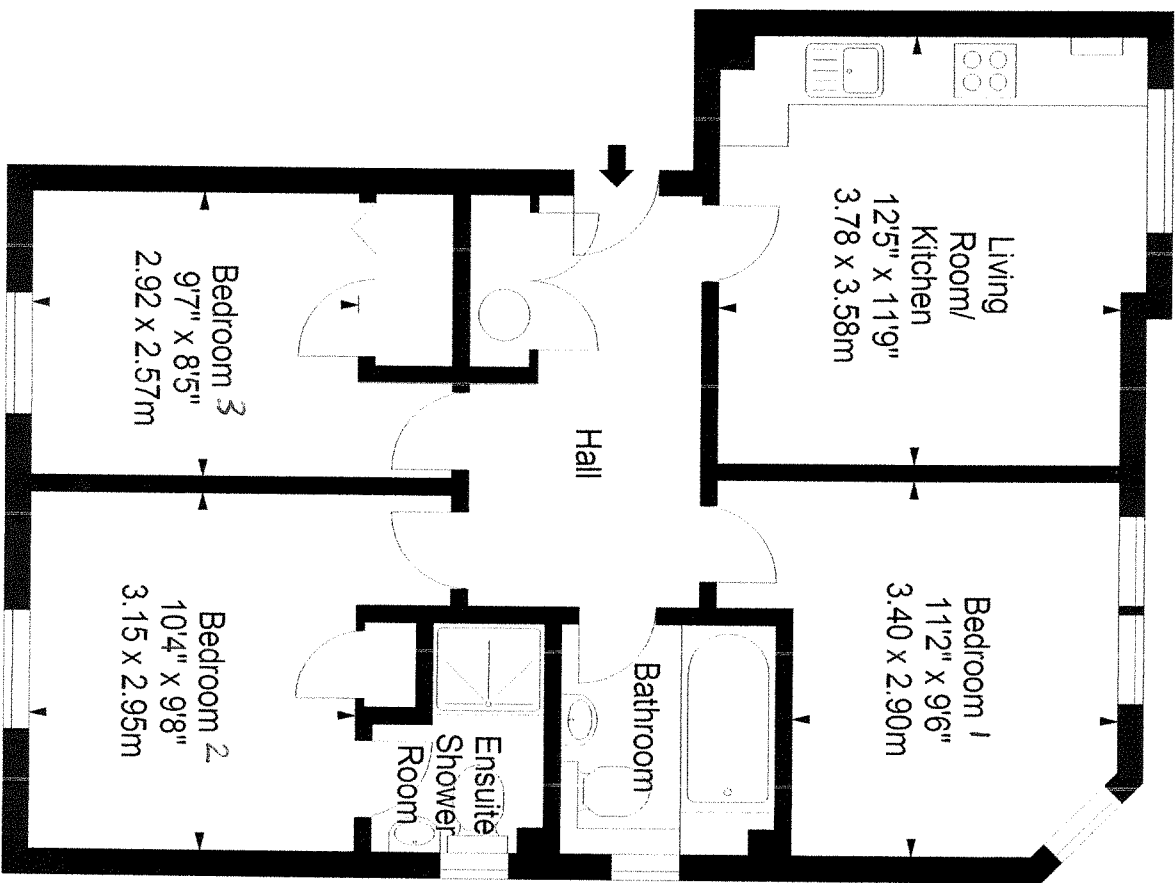 Living
Room/
Kitchen
12'5" x 11'9"
3.78 x 3.58m
Bedroom 1
11'2" x 9'6"
3.40 x 2.90m
Hall
Bathroom
Ensuite
Shower
Room
Bedroom 3
9'7" x 8'5"
2.92 x 2.57m
Bedroom 2
10'4" x 9'8"
3.15 x 2.95m